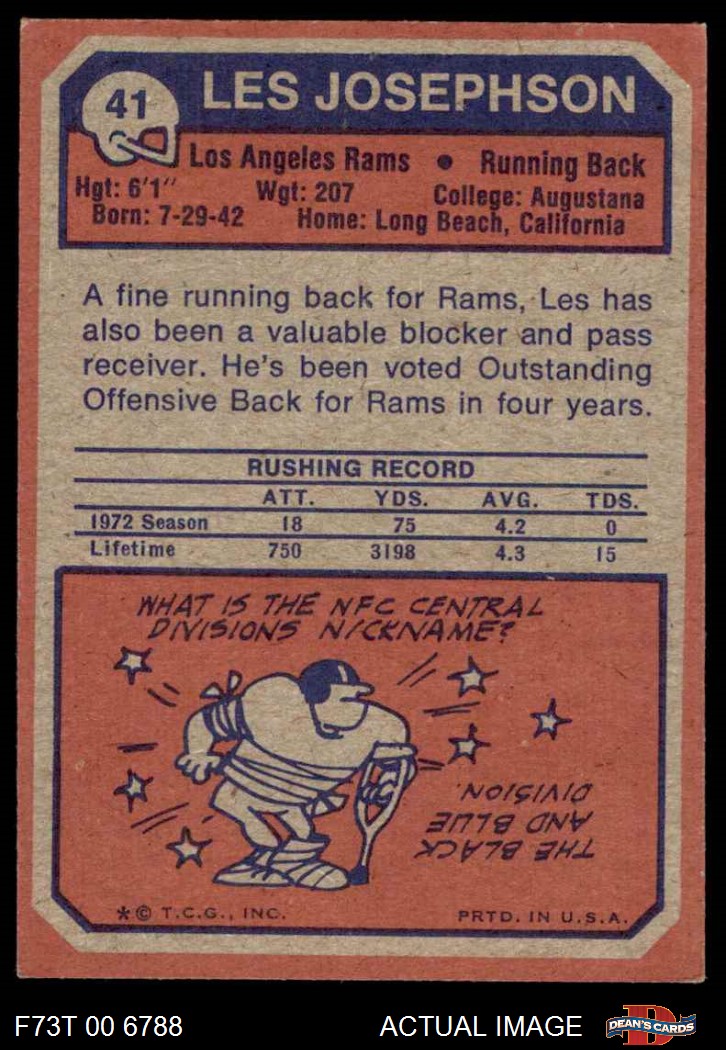 41
LES JOSEPHSON
Los Angeles Rams • Running Back
Hgt: 6'1" Wgt: 207 College: Augustana
Born: 7-29-42 Home: Long Beach, California
A fine running back for Rams, Les has
also been a valuable blocker and pass
receiver. He's been voted Outstanding
Offensive Back for Rams in four years.
RUSHING RECORD
ATT. YDS. AVG. TDS.
1972 Season 18 75 4.2 0
Lifetime 750 3198 4.3 15
WHAT IS THE NFC CENTRAL
DIVISIONS NICKNAME?
THE BLACK
AND BLUE
DIVISION.
*© T.C.G., INC. PRTD. IN U.S.A.
F73T 00 6788 ACTUAL IMAGE
D
DEAN'S CARDS